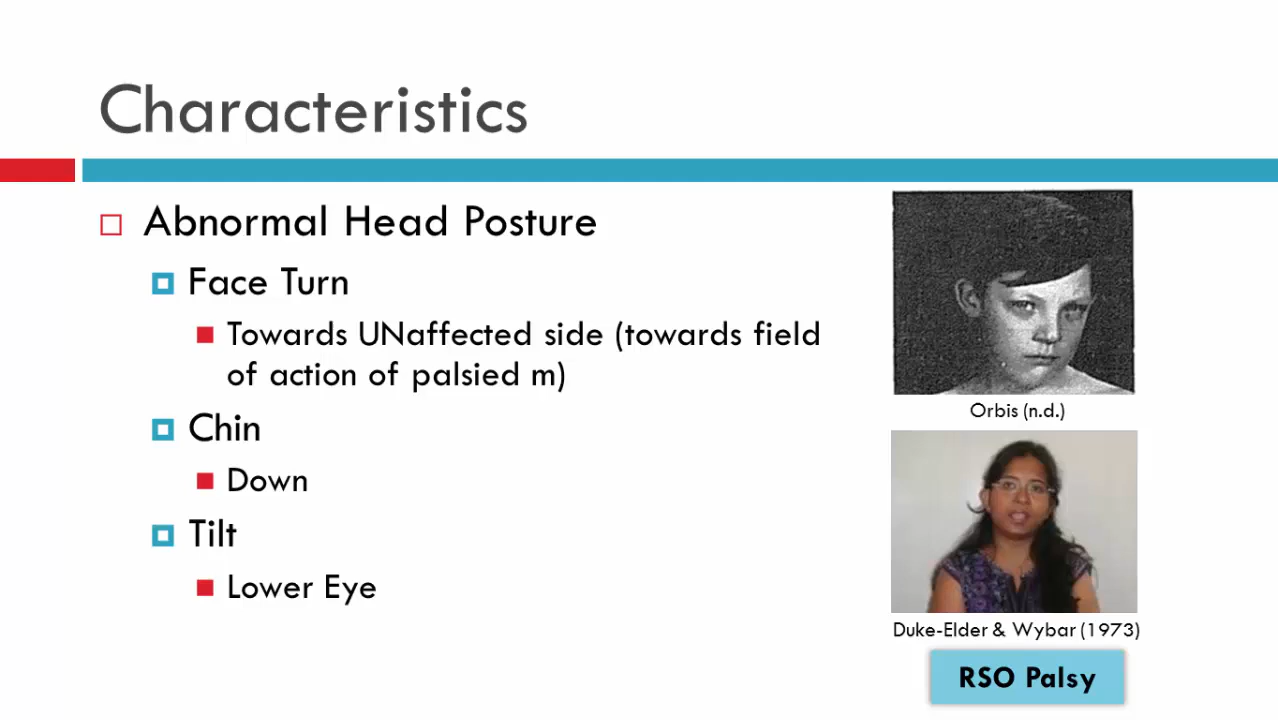 Characteristics
Abnormal Head Posture
Face Turn
Towards UNaffected side (towards field
of action of palsied m)
Chin
Down
Tilt
Lower Eye
Orbis (n.d.)
Duke-Elder & Wybar (1973)
RSO Palsy